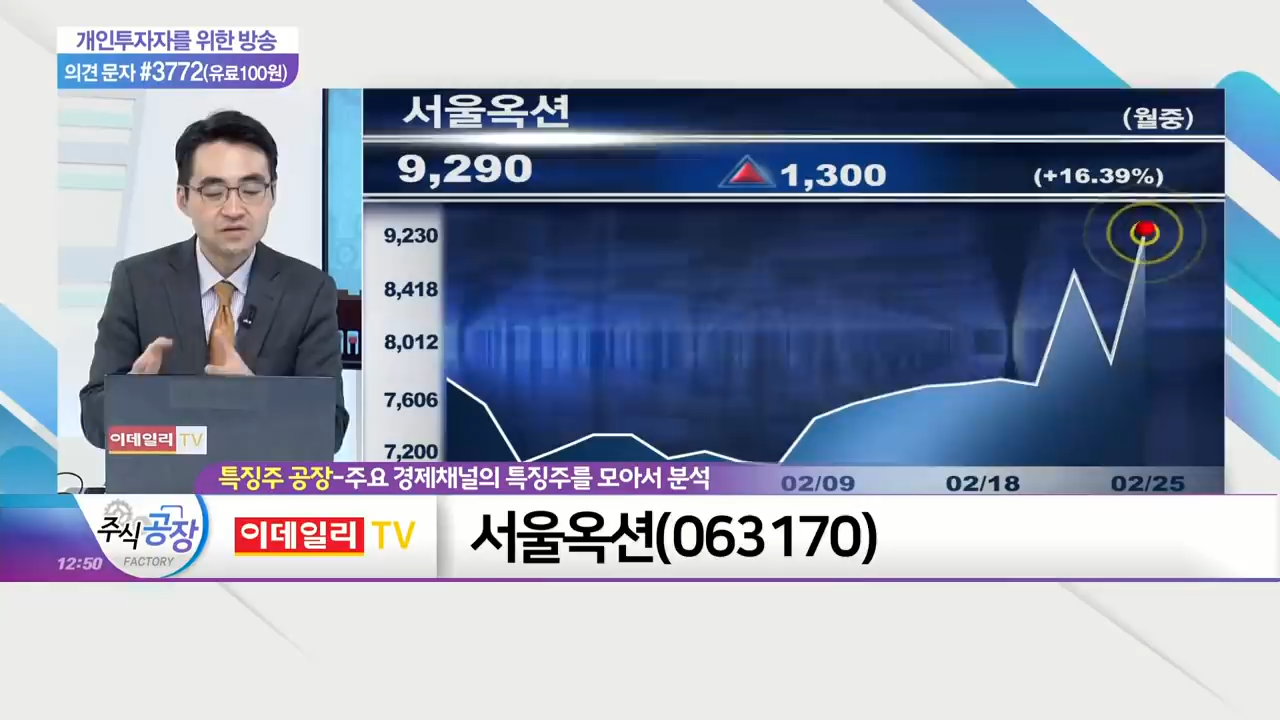 개인투자자를 위한 방송
의견 문자 #3772(유료100원)
서울옥션
(월중)
9,290
1,300
(+16.39%)
9,230
8,418
8,012
7,606
7,200
02/09
02/18
02/25
이데일리 TV
특징주 공장-주요 경제채널의 특징주를 모아서 분석
주식공장
FACTORY
12:50
이데일리 TV
서울옥션(063170)